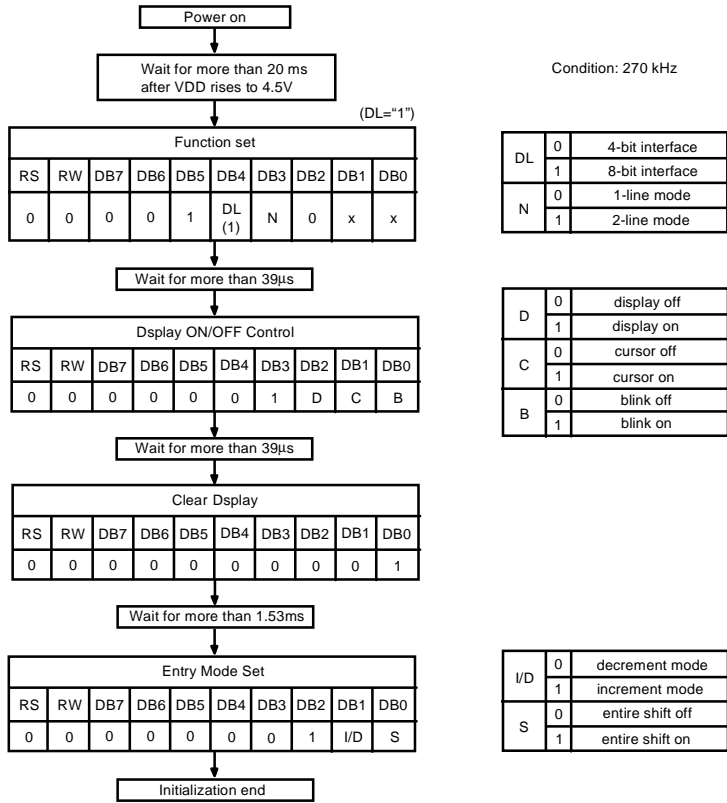 Power on
Wait for more than 20 ms
after VDD rises to 4.5V
Condition: 270 kHz
(DL="1")
Function set
RS RW DB7 DB6 DB5 DB4 DB3 DB2 DB1 DB0
0 0 0 0 1 DL (1) N 0 x x
DL 0 4-bit interface
1 8-bit interface
N 0 1-line mode
1 2-line mode
Wait for more than 39µs
Dsplay ON/OFF Control
RS RW DB7 DB6 DB5 DB4 DB3 DB2 DB1 DB0
0 0 0 0 0 0 1 D C B
D 0 display off
1 display on
C 0 cursor off
1 cursor on
B 0 blink off
1 blink on
Wait for more than 39µs
Clear Dsplay
RS RW DB7 DB6 DB5 DB4 DB3 DB2 DB1 DB0
0 0 0 0 0 0 0 0 0 1
Wait for more than 1.53ms
Entry Mode Set
RS RW DB7 DB6 DB5 DB4 DB3 DB2 DB1 DB0
0 0 0 0 0 0 0 1 I/D S
I/D 0 decrement mode
1 increment mode
S 0 entire shift off
1 entire shift on
Initialization end